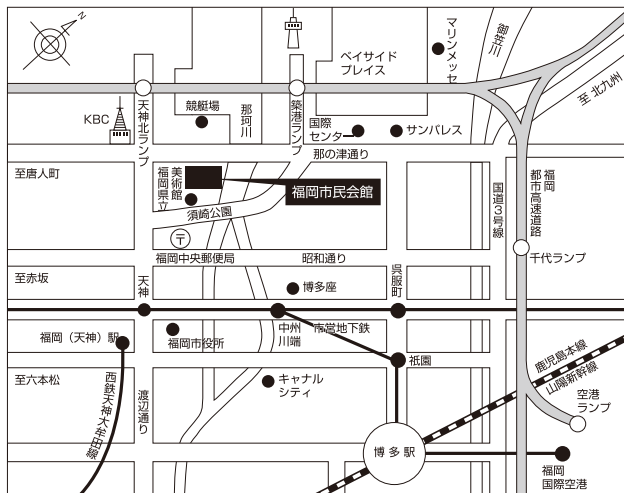 N
マリンメッセ
御笠川
ベイサイド
プレイス
至 北九州
KBC
天神北ランプ
競艇場
那珂川
築港ランプ
国際
センター
サンパレス
那の津通り
至唐人町
福岡県立
美術館
福岡市民会館
須崎公園
国道3号線
福岡
都市高速道路
〒
福岡中央郵便局
昭和通り
千代ランプ
至赤坂
天神
博多座
呉服町
福岡(天神)駅
福岡市役所
中州
川端
市営地下鉄
祇園
鹿児島本線
山陽新幹線
至六本松
西鉄天神大牟田線
渡辺通り
キャナル
シティ
空港
ランプ
博多駅
福岡
国際空港